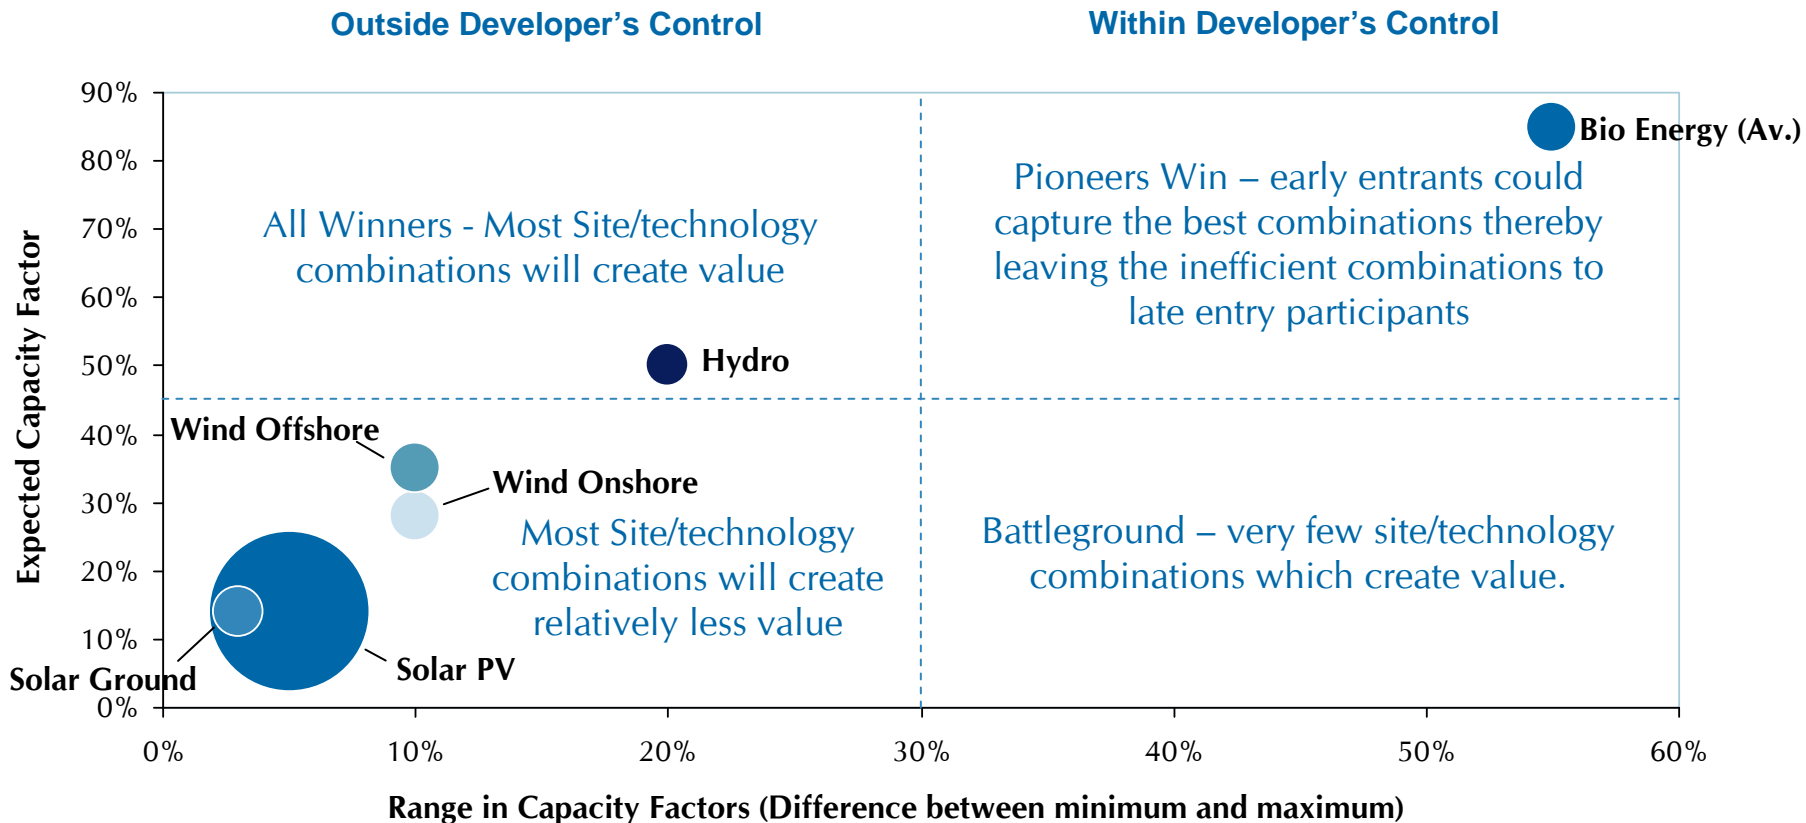 Outside Developer’s Control
Within Developer’s Control
90%
80%
70%
60%
50%
40%
30%
20%
10%
0%
Expected Capacity Factor
Bio Energy (Av.)
All Winners - Most Site/technology
combinations will create value
Pioneers Win – early entrants could
capture the best combinations thereby
leaving the inefficient combinations to
late entry participants
Hydro
Wind Offshore
Wind Onshore
Most Site/technology
combinations will create
relatively less value
Battleground – very few site/technology
combinations which create value.
Solar Ground
Solar PV
0%
10%
20%
30%
40%
50%
60%
Range in Capacity Factors (Difference between minimum and maximum)